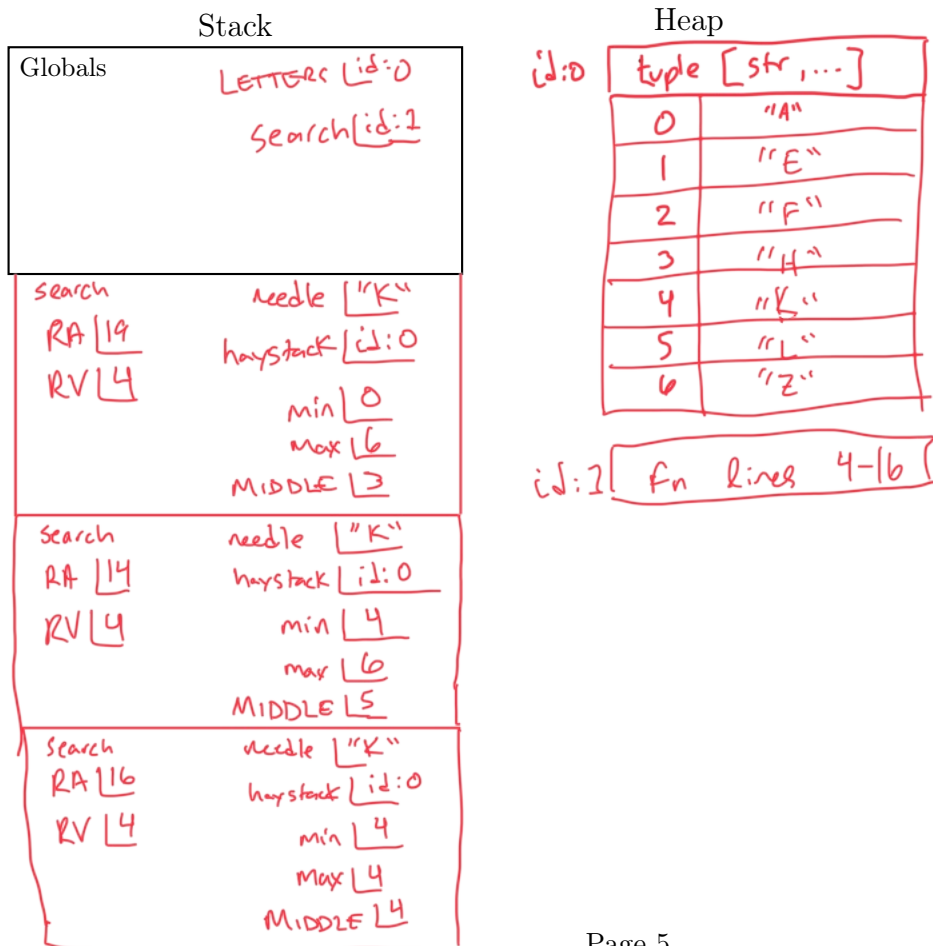 Stack
Heap
Globals
LETTERS id:0
search id:1
search
RA 19
RV 4
needle "K"
haystack id:0
min 0
max 6
MIDDLE 3
search
RA 14
RV 4
needle "K"
haystack id:0
min 4
max 6
MIDDLE 5
search
RA 16
RV 4
needle "K"
haystack id:0
min 4
max 4
MIDDLE 4
id:0 tuple [str,...]
0 "A"
1 "E"
2 "F"
3 "H"
4 "K"
5 "L"
6 "Z"
id:1 fn lines 4-16
Page 5